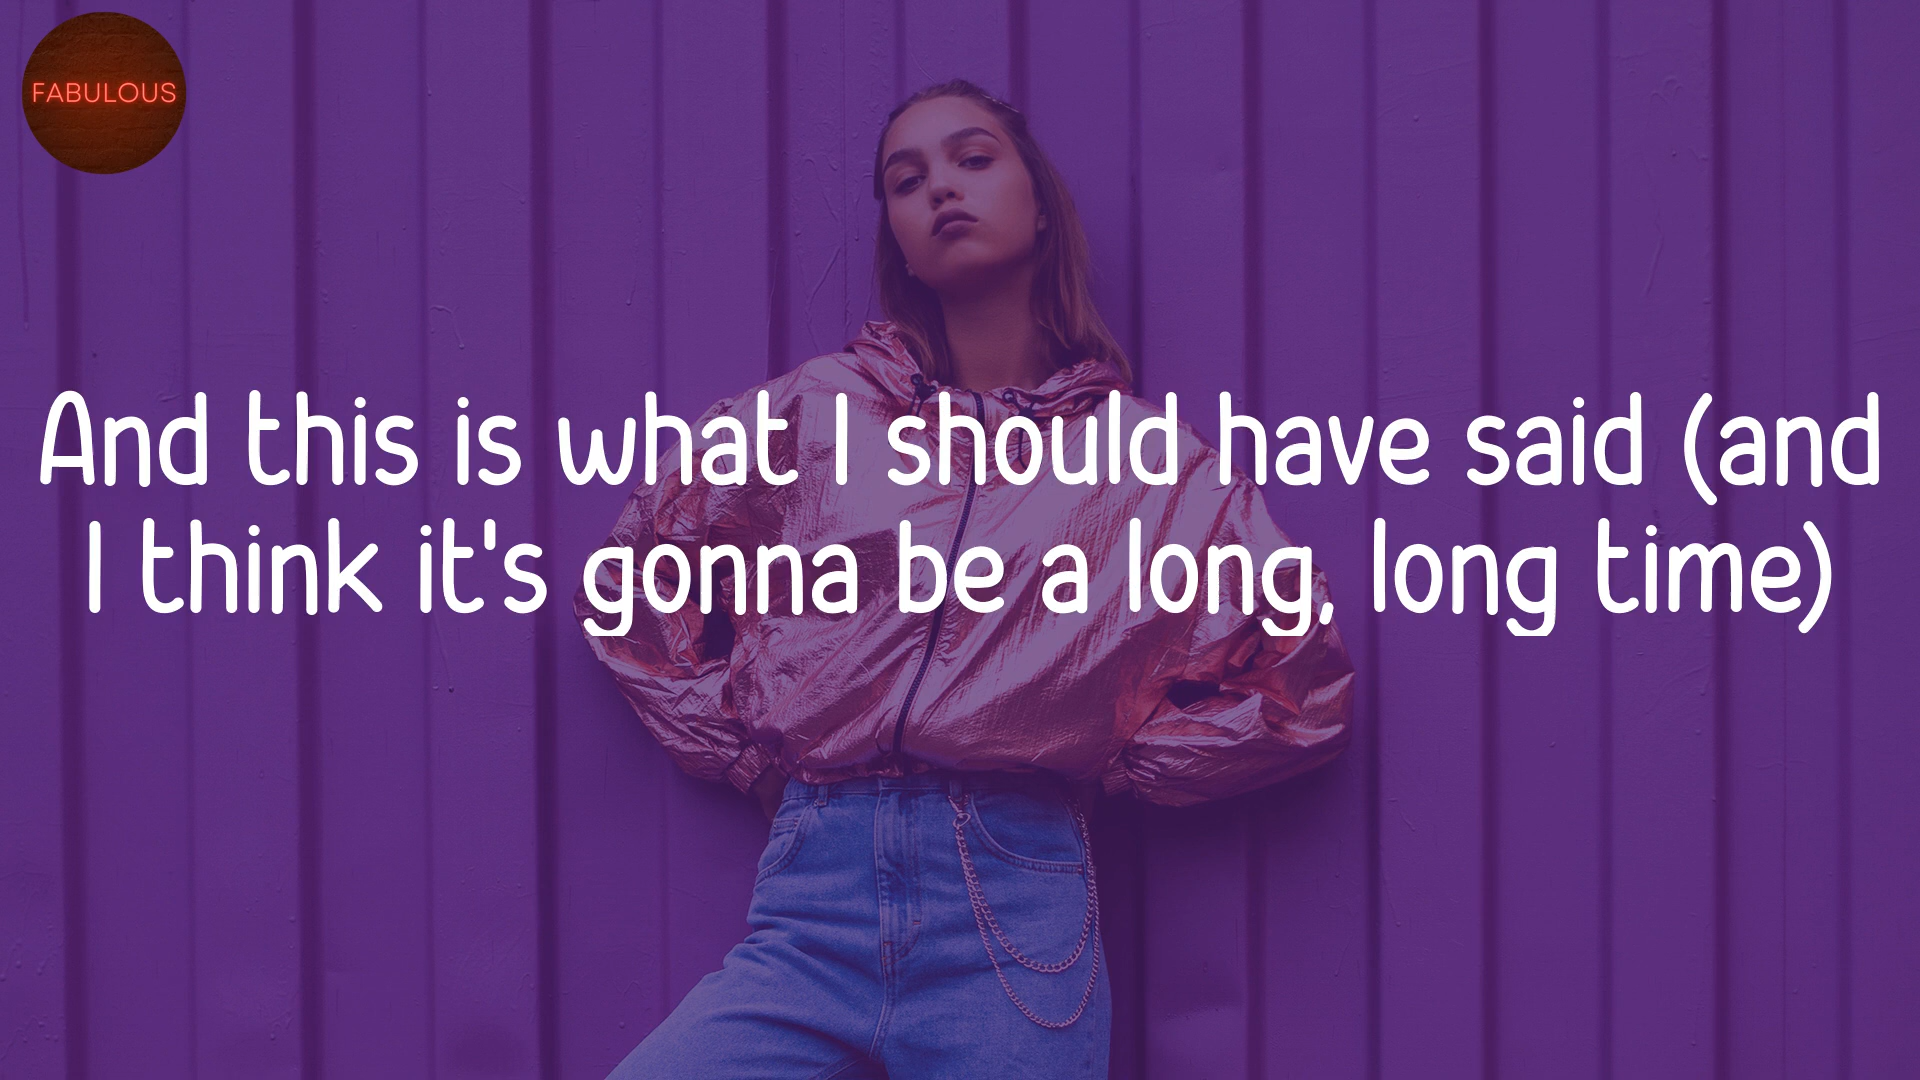 FABULOUS
And this is what I should have said (and
I think it's gonna be a long, long time)